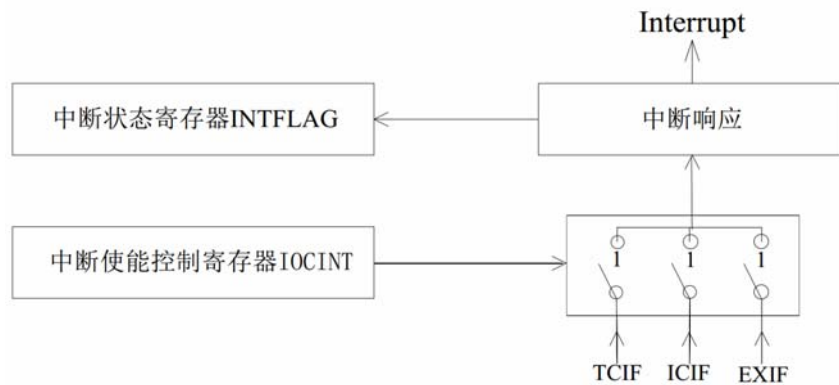 Interrupt
中断状态寄存器INTFLAG
中断响应
中断使能控制寄存器IOCINT
1 1 1
TCIF ICIF EXIF